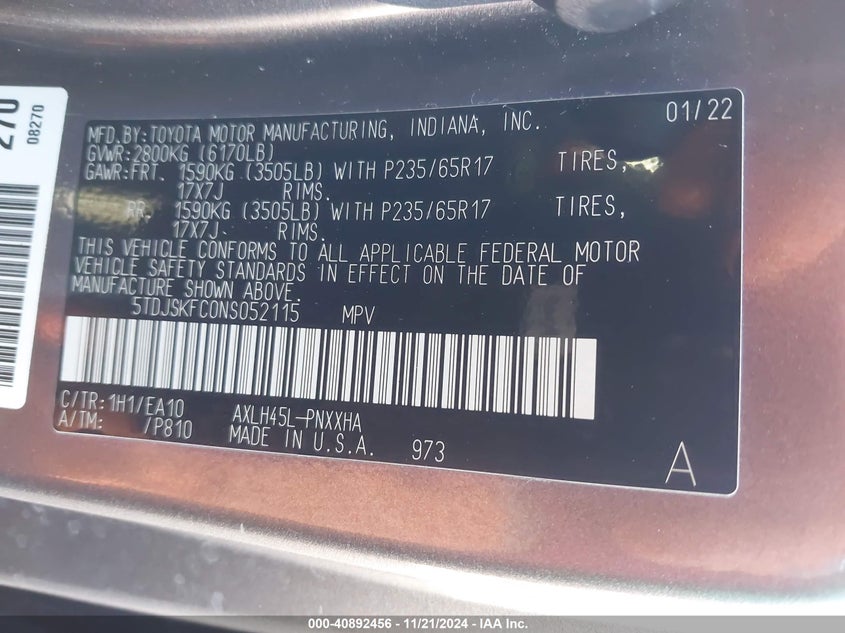 270
08270
MFD.BY:TOYOTA MOTOR MANUFACTURING, INDIANA, INC. 01/22
GVWR:2800KG (6170LB)
GAWR:FRT. 1590KG (3505LB) WITH P235/65R17 TIRES,
17X7J RIMS.
RR. 1590KG (3505LB) WITH P235/65R17 TIRES,
17X7J. RIMS.
THIS VEHICLE CONFORMS TO ALL APPLICABLE FEDERAL MOTOR
VEHICLE SAFETY STANDARDS IN EFFECT ON THE DATE OF
MANUFACTURE SHOWN ABOVE.
5TDJSKFC0NS052115 MPV
C/TR:1H1/EA10 AXLH45L-PNXXHA
A/TM: /P810 MADE IN U.S.A. 973
A
000-40892456 - 11/21/2024 - IAA Inc.